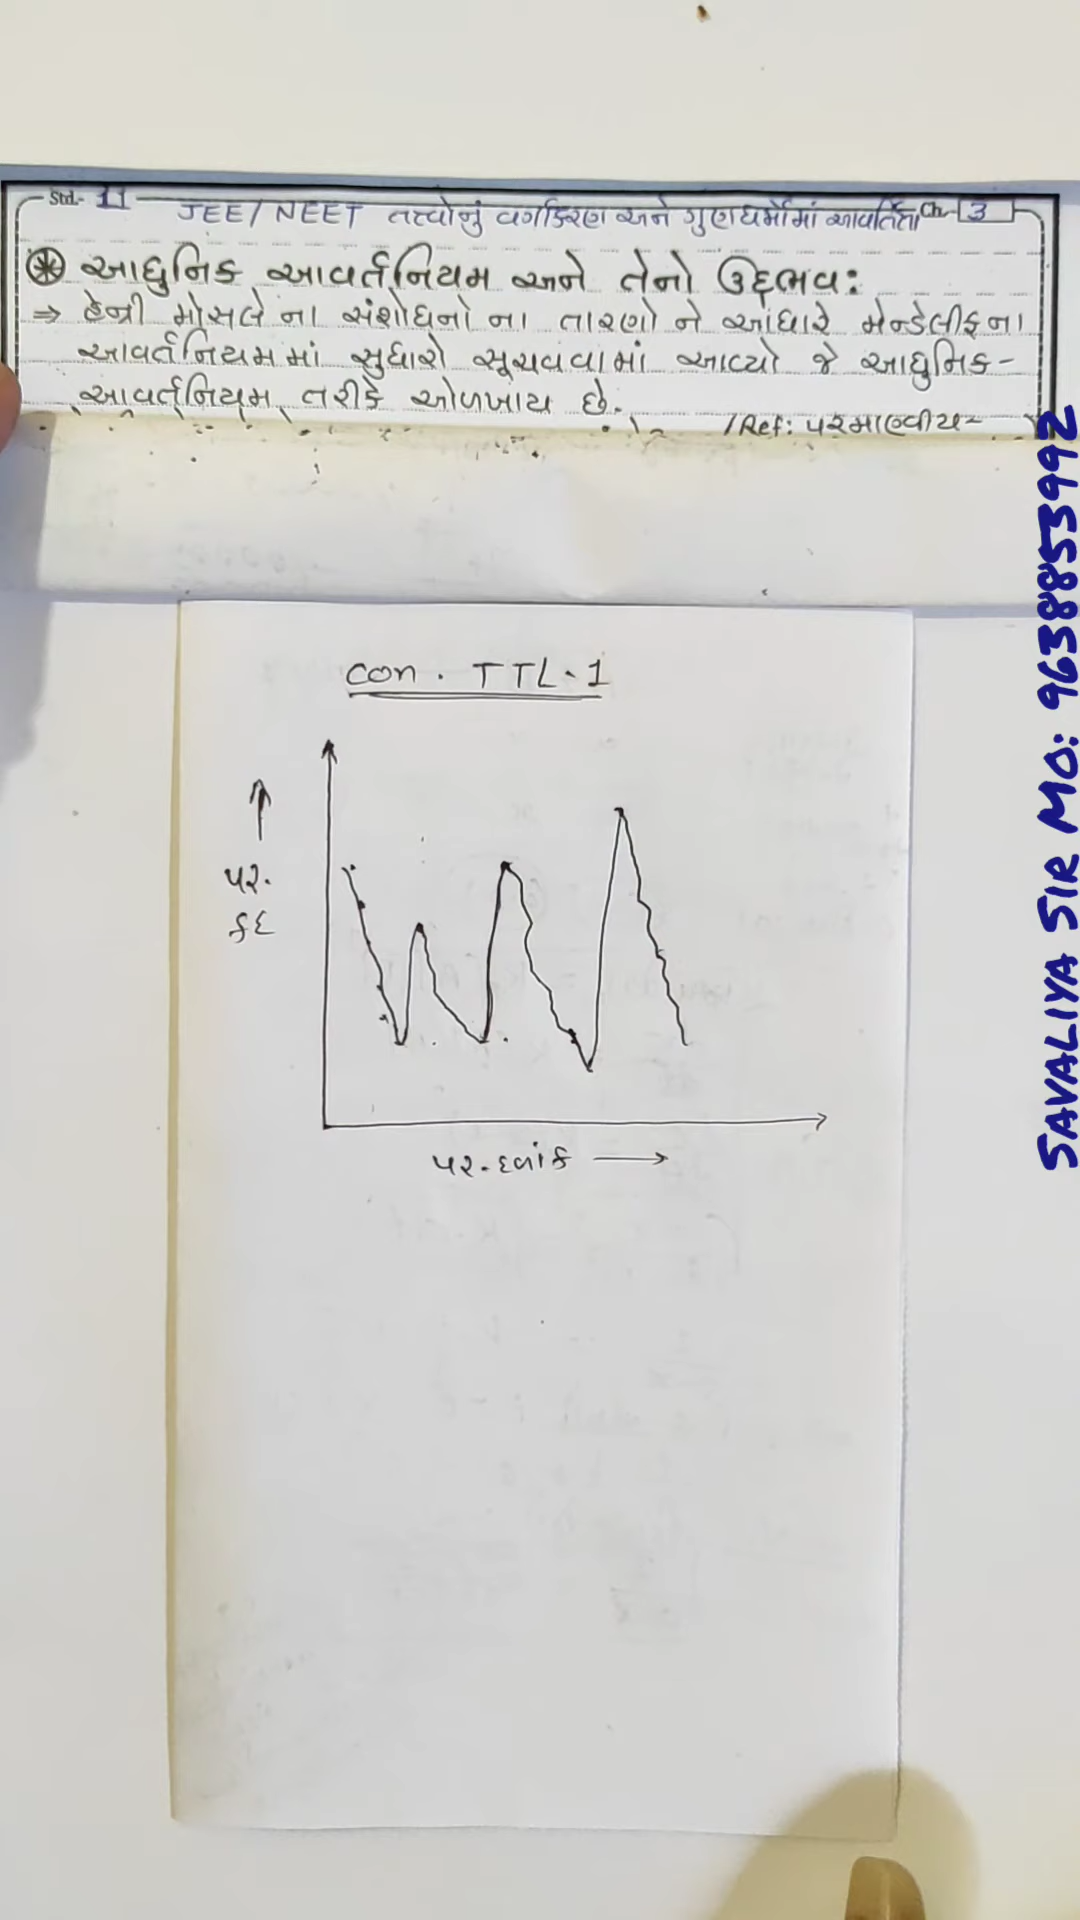 Std.- 11
JEE/NEET તત્વોનું વર્ગીકરણ અને ગુણધર્મોમાં આવર્તિતા Ch.- 3
આધુનિક આવર્તનિયમ અને તેનો ઉદ્દભવ:
⇒ હેન્રી મોસલે ના સંશોધનો ના તારણો ને આધારે મેન્ડેલીફના
આવર્તનિયમમાં સુધારો સૂચવવામાં આવ્યો જે આધુનિક-
આવર્તનિયમ તરીકે ઓળખાય છે.
/Ref: પરમાણ્વીય-
con. TTL-1
પર.
કદ
પર.દળાંક
SAVALIYA SIR MO: 9638853992